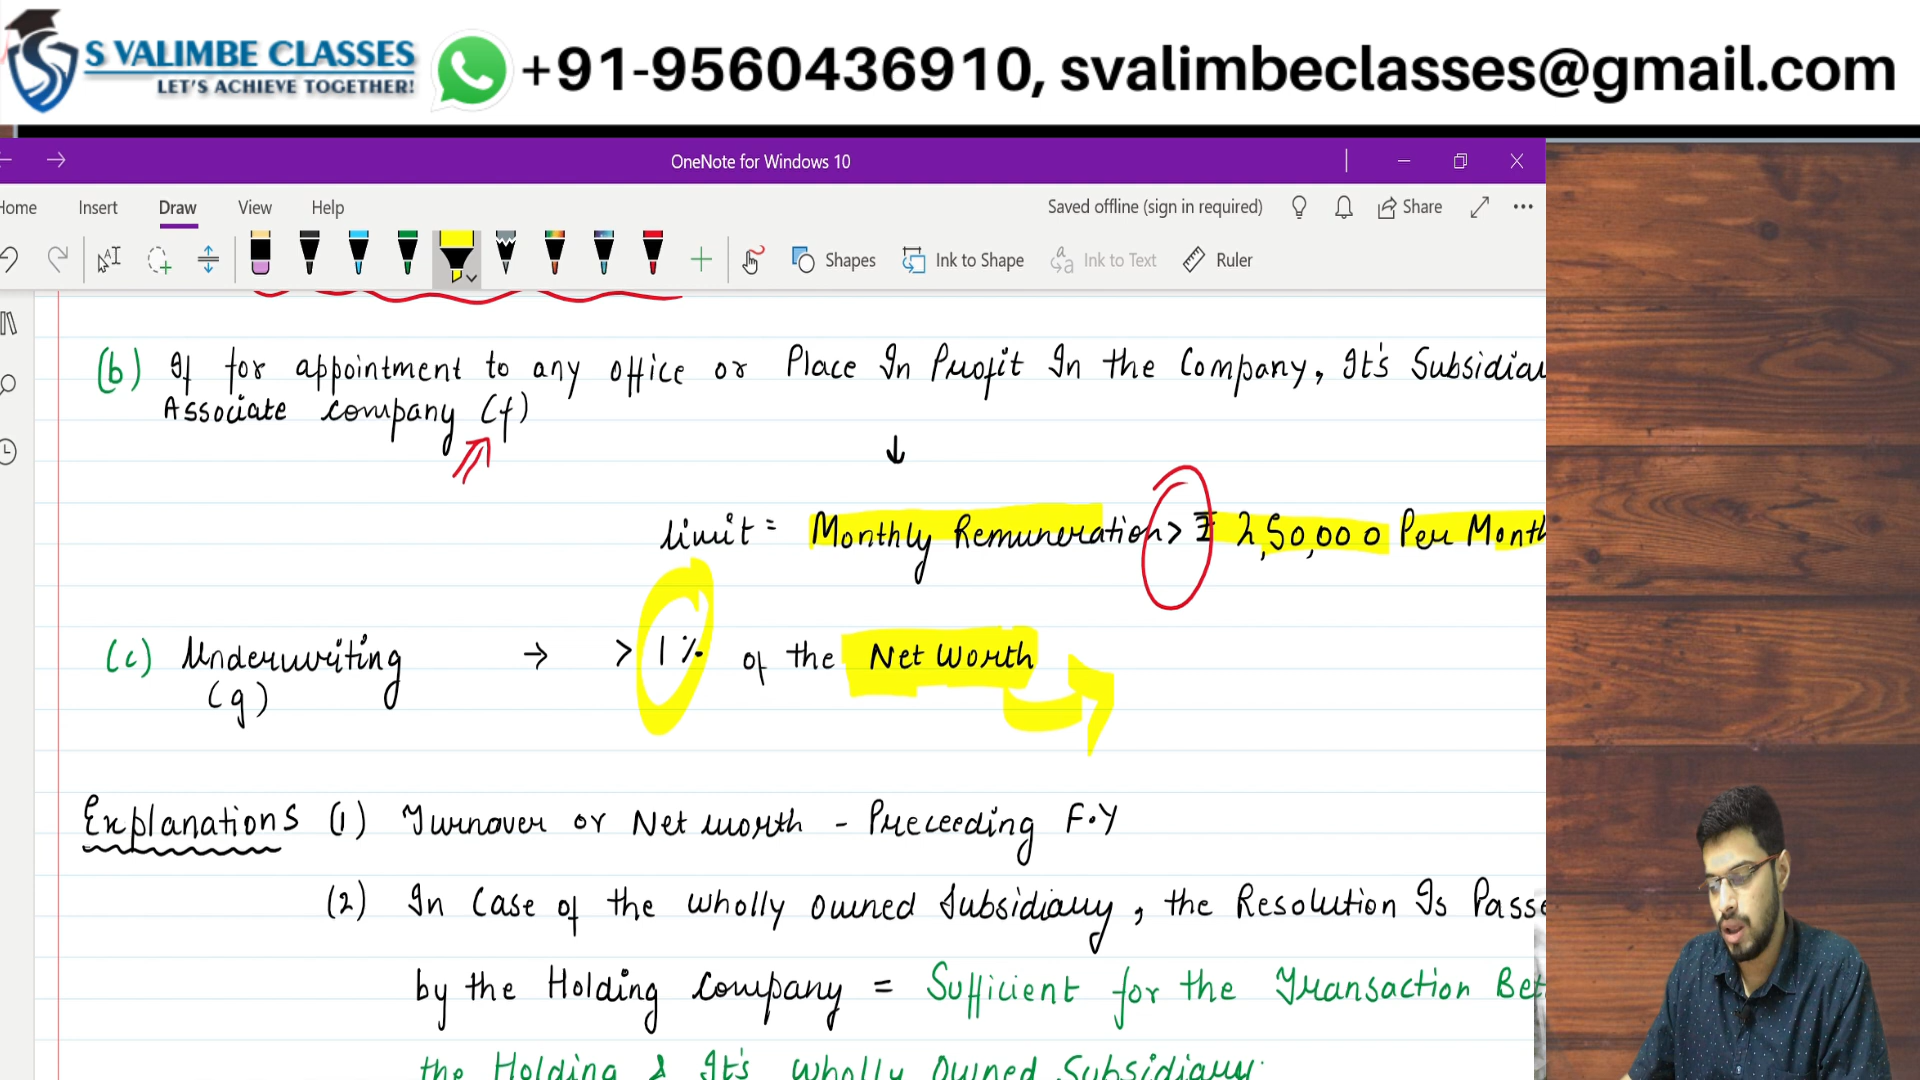 S VALIMBE CLASSES
LET'S ACHIEVE TOGETHER!
+91-9560436910, svalimbeclasses@gmail.com
OneNote for Windows 10
Home Insert Draw View Help
Saved offline (sign in required) Share
Shapes Ink to Shape Ink to Text Ruler
(b) If for appointment to any office or Place In Profit In the Company, It's
Associate company (f)
↓
limit = Monthly Remuneration > ₹ 2,50,000 Per Month
(c) Underwriting → > 1% of the Net Worth
(g)
Explanations (1) Turnover or Net worth - Preceeding F.Y
(2) In Case of the wholly owned Subsidiary, the Resolution Is
by the Holding company = Sufficient for the Transaction
the Holding & It's wholly Owned Subsidiary.